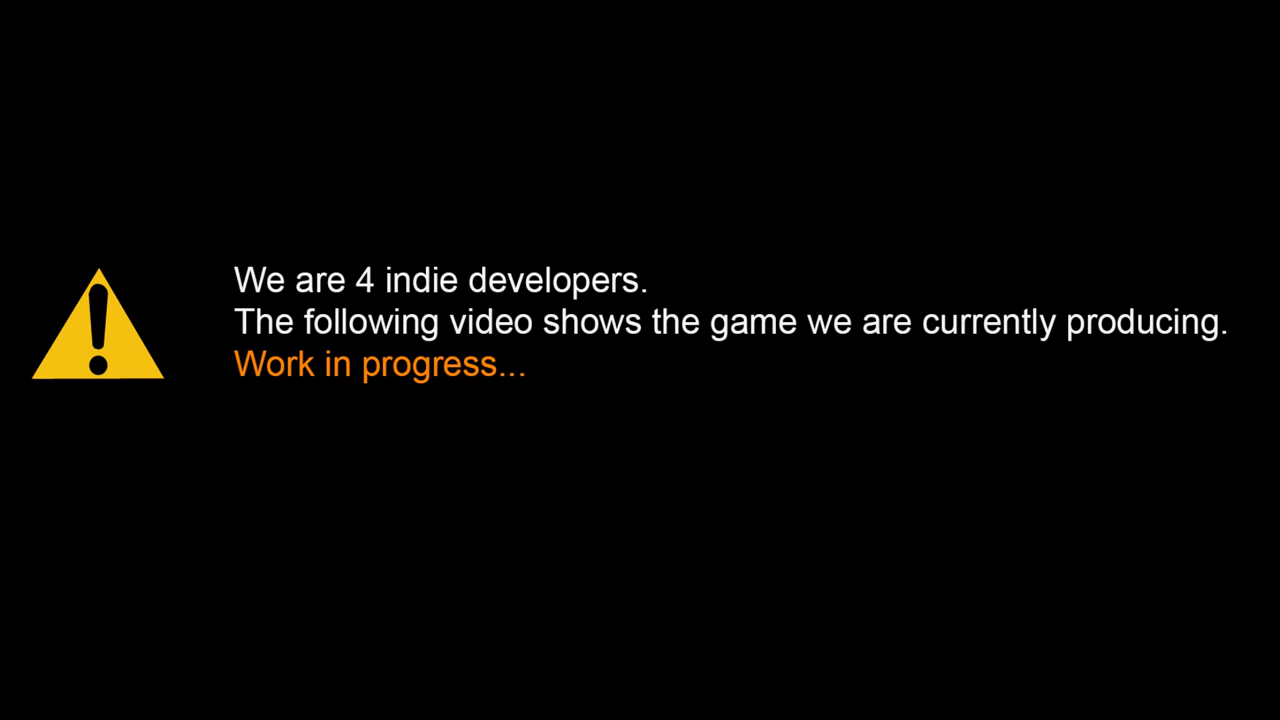 We are 4 indie developers.
The following video shows the game we are currently producing.
Work in progress...